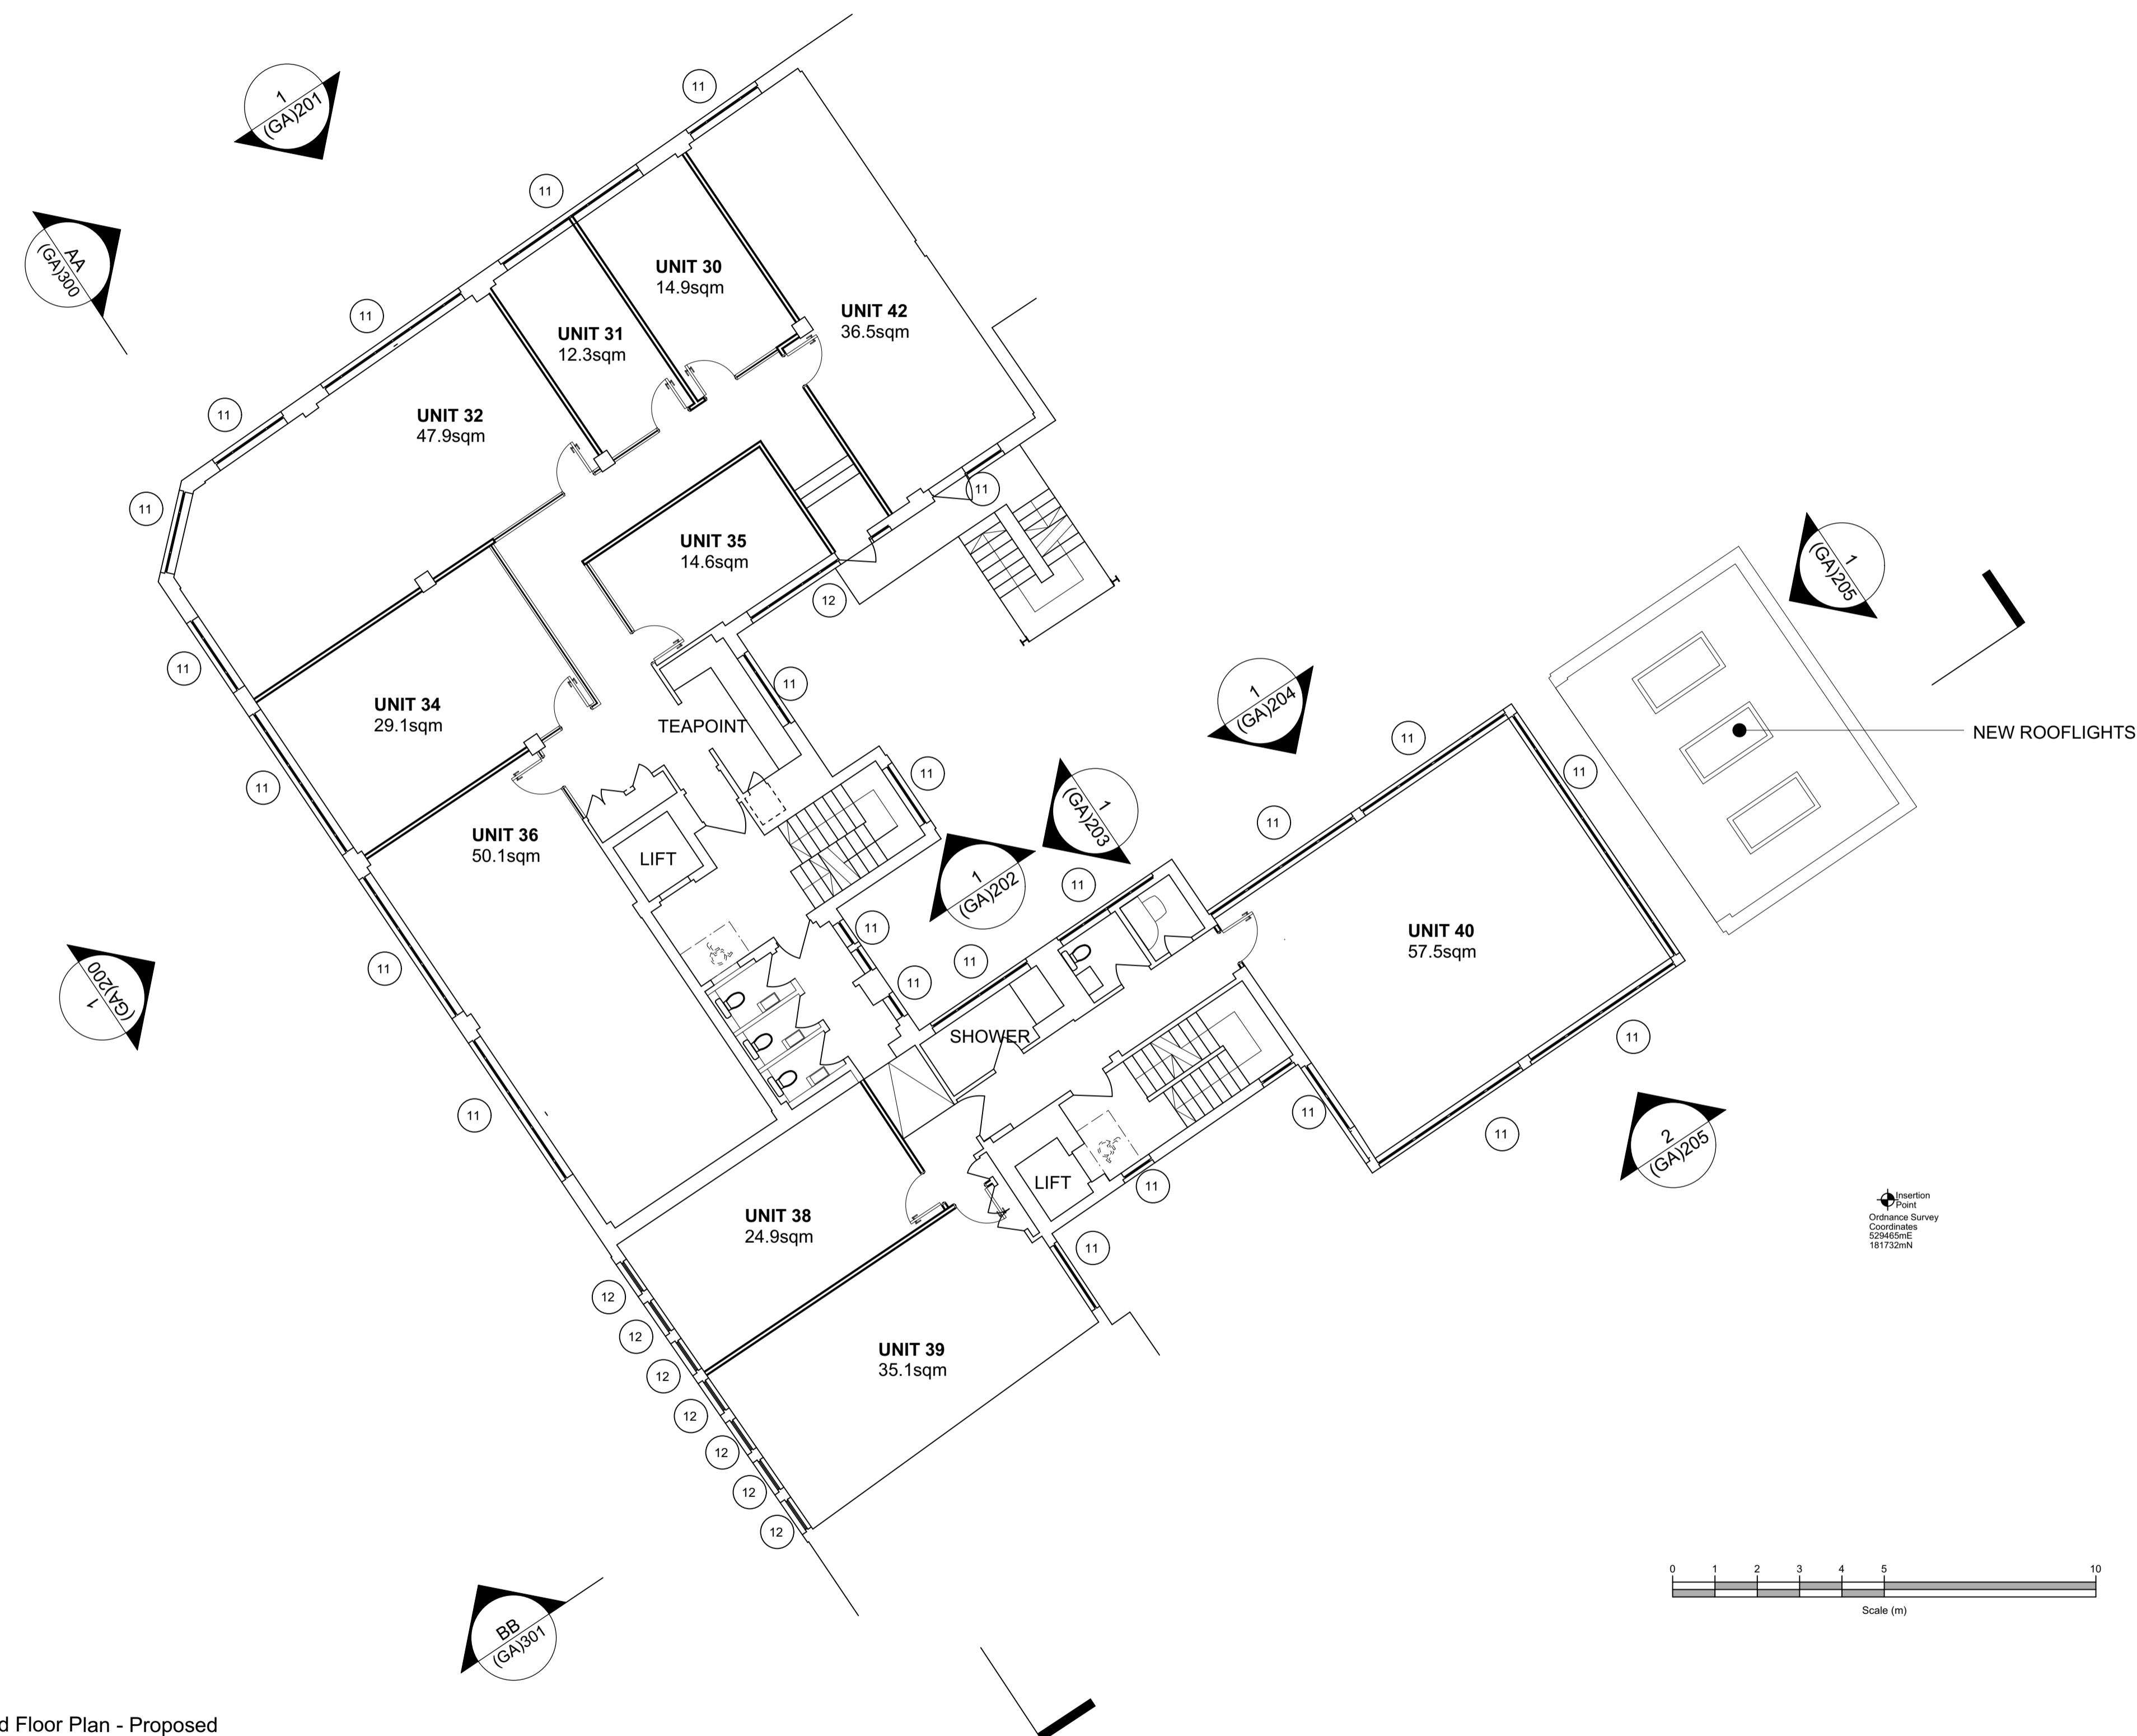 11
1
(GA)201
11
AA
(GA)300
UNIT 30
14.9sqm
UNIT 42
36.5sqm
11
UNIT 31
12.3sqm
11
UNIT 32
47.9sqm
11
11
UNIT 35
14.6sqm
12
1
(GA)205
11
11
UNIT 34
29.1sqm
TEAPOINT
1
(GA)204
NEW ROOFLIGHTS
11
11
11
11
UNIT 36
50.1sqm
LIFT
1
(GA)203
11
1
(GA)202
11
11
UNIT 40
57.5sqm
11
11
11
1
(GA)200
SHOWER
11
11
11
11
2
(GA)205
LIFT
11
UNIT 38
24.9sqm
11
Insertion
Point
Ordnance Survey
Coordinates
529465mE
181732mN
12
12
UNIT 39
35.1sqm
12
12
12
12
12
0 1 2 3 4 5 10
Scale (m)
BB
(GA)301
d Floor Plan - Proposed